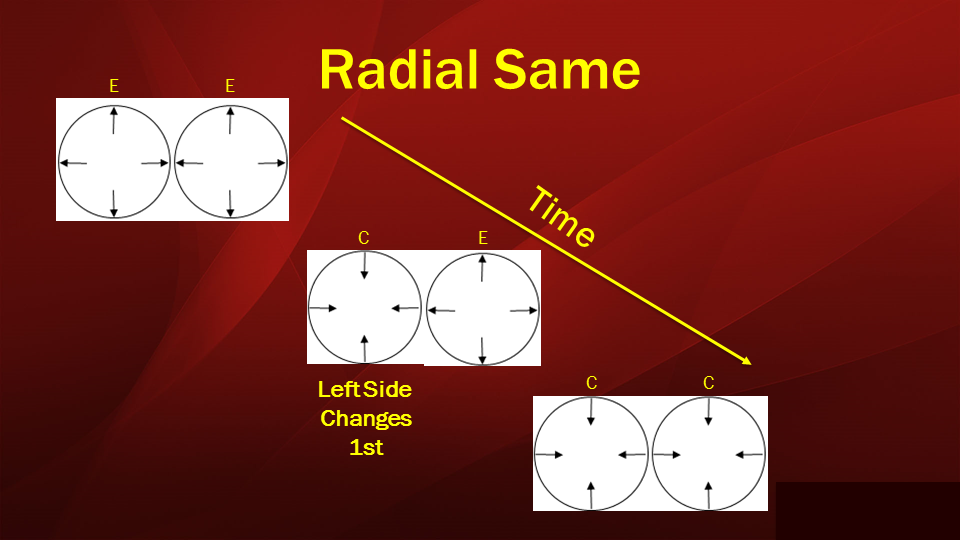 Radial Same
E E
Time
C E
Left Side
Changes
1st
C C